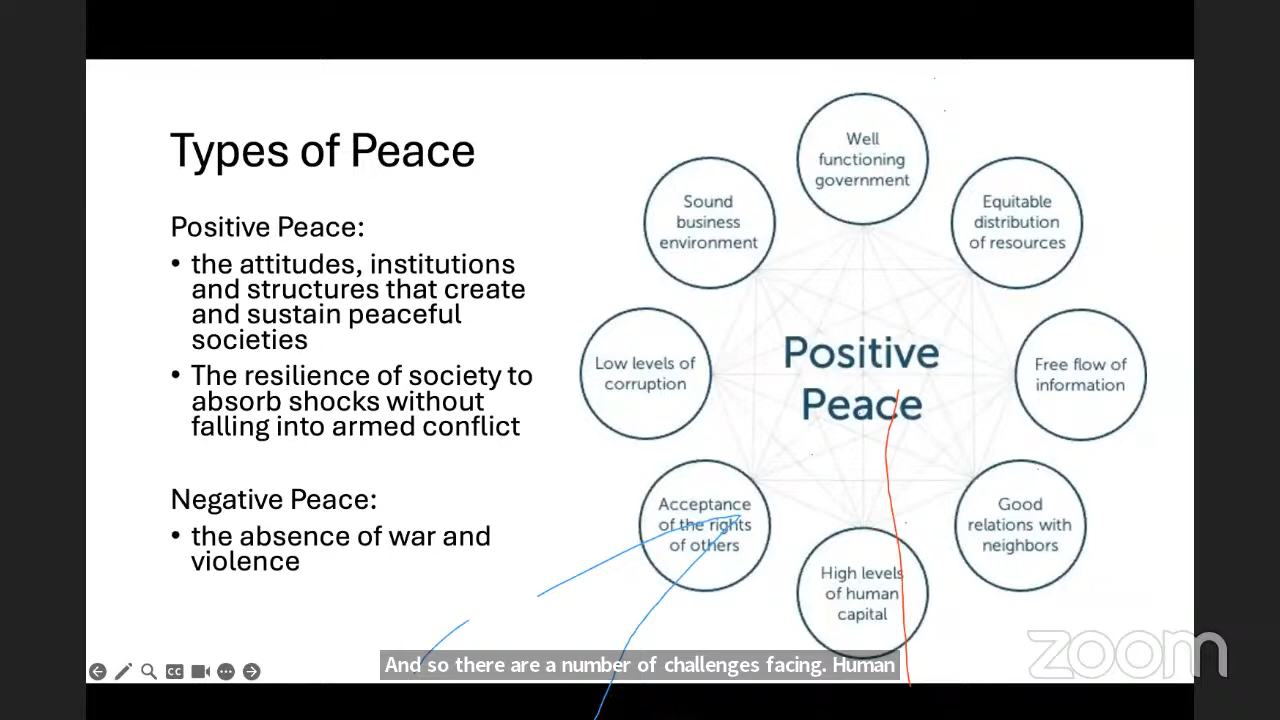 Types of Peace
Positive Peace:
• the attitudes, institutions
and structures that create
and sustain peaceful
societies
• The resilience of society to
absorb shocks without
falling into armed conflict
Negative Peace:
• the absence of war and
violence
Well
functioning
government
Sound
business
environment
Equitable
distribution
of resources
Low levels of
corruption
Positive
Peace
Free flow of
information
Acceptance
of the rights
of others
Good
relations with
neighbors
High levels
of human
capital
CC
And so there are a number of challenges facing. Human
zoom